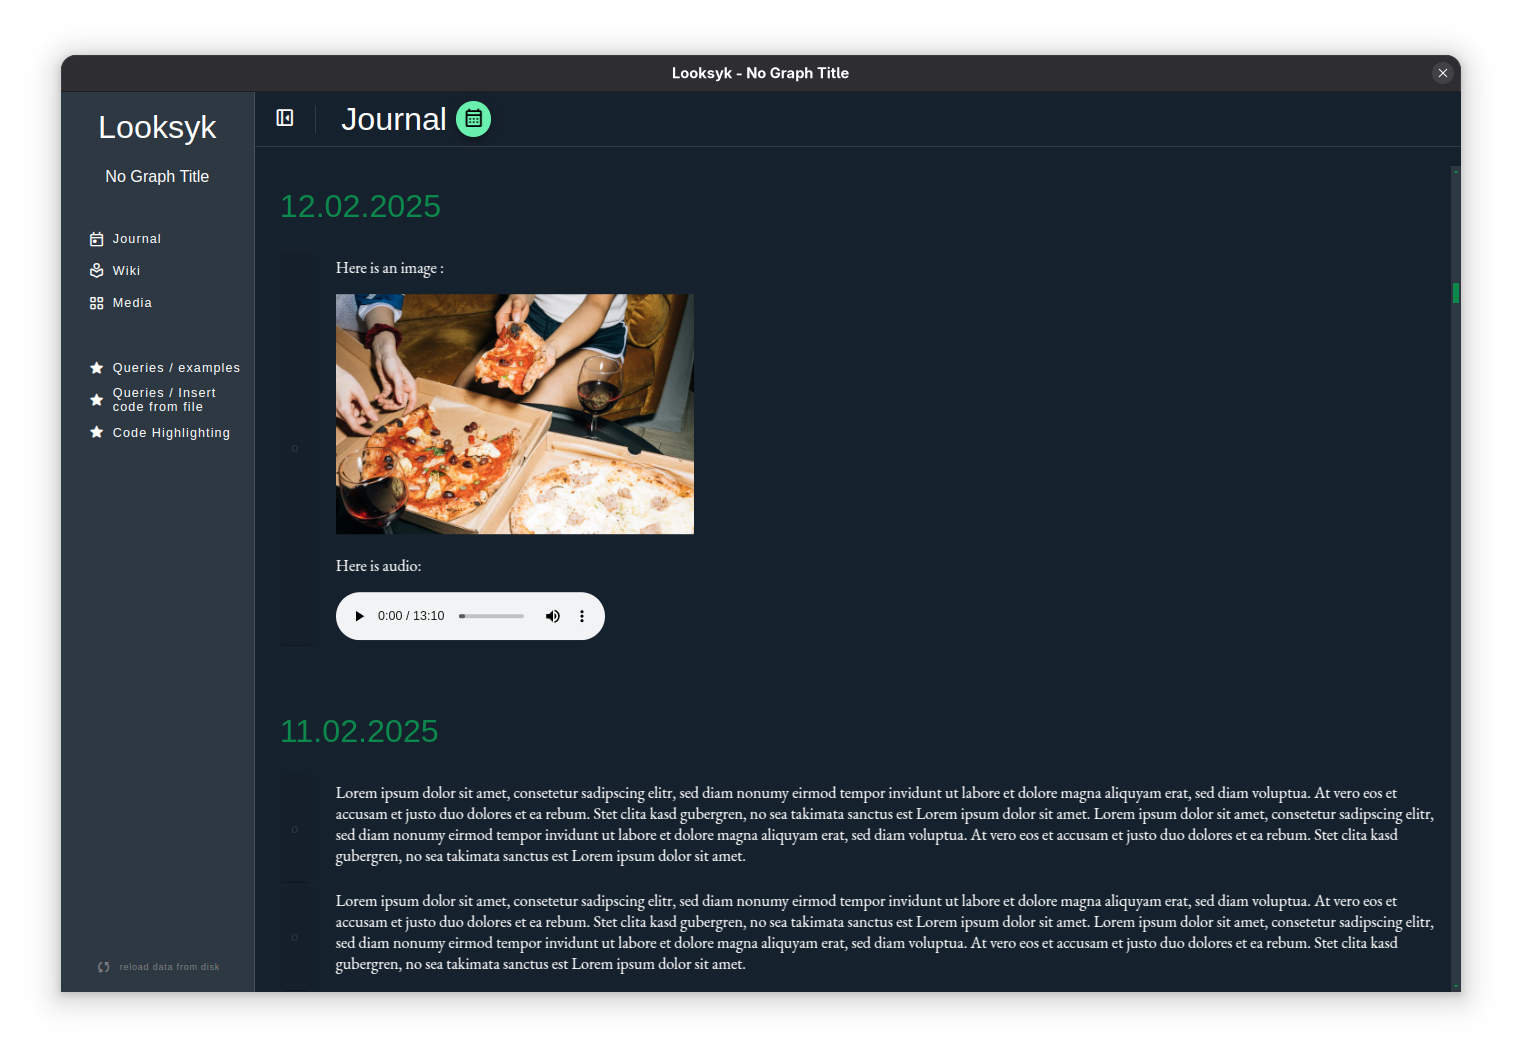 Looksyk - No Graph Title
Looksyk
No Graph Title
Journal
Wiki
Media
Queries / examples
Queries / Insert
code from file
Code Highlighting
reload data from disk
Journal
12.02.2025
Here is an image :
Here is audio:
0:00 / 13:10
11.02.2025
Lorem ipsum dolor sit amet, consetetur sadipscing elitr, sed diam nonumy eirmod tempor invidunt ut labore et dolore magna aliquyam erat, sed diam voluptua. At vero eos et
accusam et justo duo dolores et ea rebum. Stet clita kasd gubergren, no sea takimata sanctus est Lorem ipsum dolor sit amet. Lorem ipsum dolor sit amet, consetetur sadipscing elitr,
sed diam nonumy eirmod tempor invidunt ut labore et dolore magna aliquyam erat, sed diam voluptua. At vero eos et accusam et justo duo dolores et ea rebum. Stet clita kasd
gubergren, no sea takimata sanctus est Lorem ipsum dolor sit amet.
Lorem ipsum dolor sit amet, consetetur sadipscing elitr, sed diam nonumy eirmod tempor invidunt ut labore et dolore magna aliquyam erat, sed diam voluptua. At vero eos et
accusam et justo duo dolores et ea rebum. Stet clita kasd gubergren, no sea takimata sanctus est Lorem ipsum dolor sit amet. Lorem ipsum dolor sit amet, consetetur sadipscing elitr,
sed diam nonumy eirmod tempor invidunt ut labore et dolore magna aliquyam erat, sed diam voluptua. At vero eos et accusam et justo duo dolores et ea rebum. Stet clita kasd
gubergren, no sea takimata sanctus est Lorem ipsum dolor sit amet.